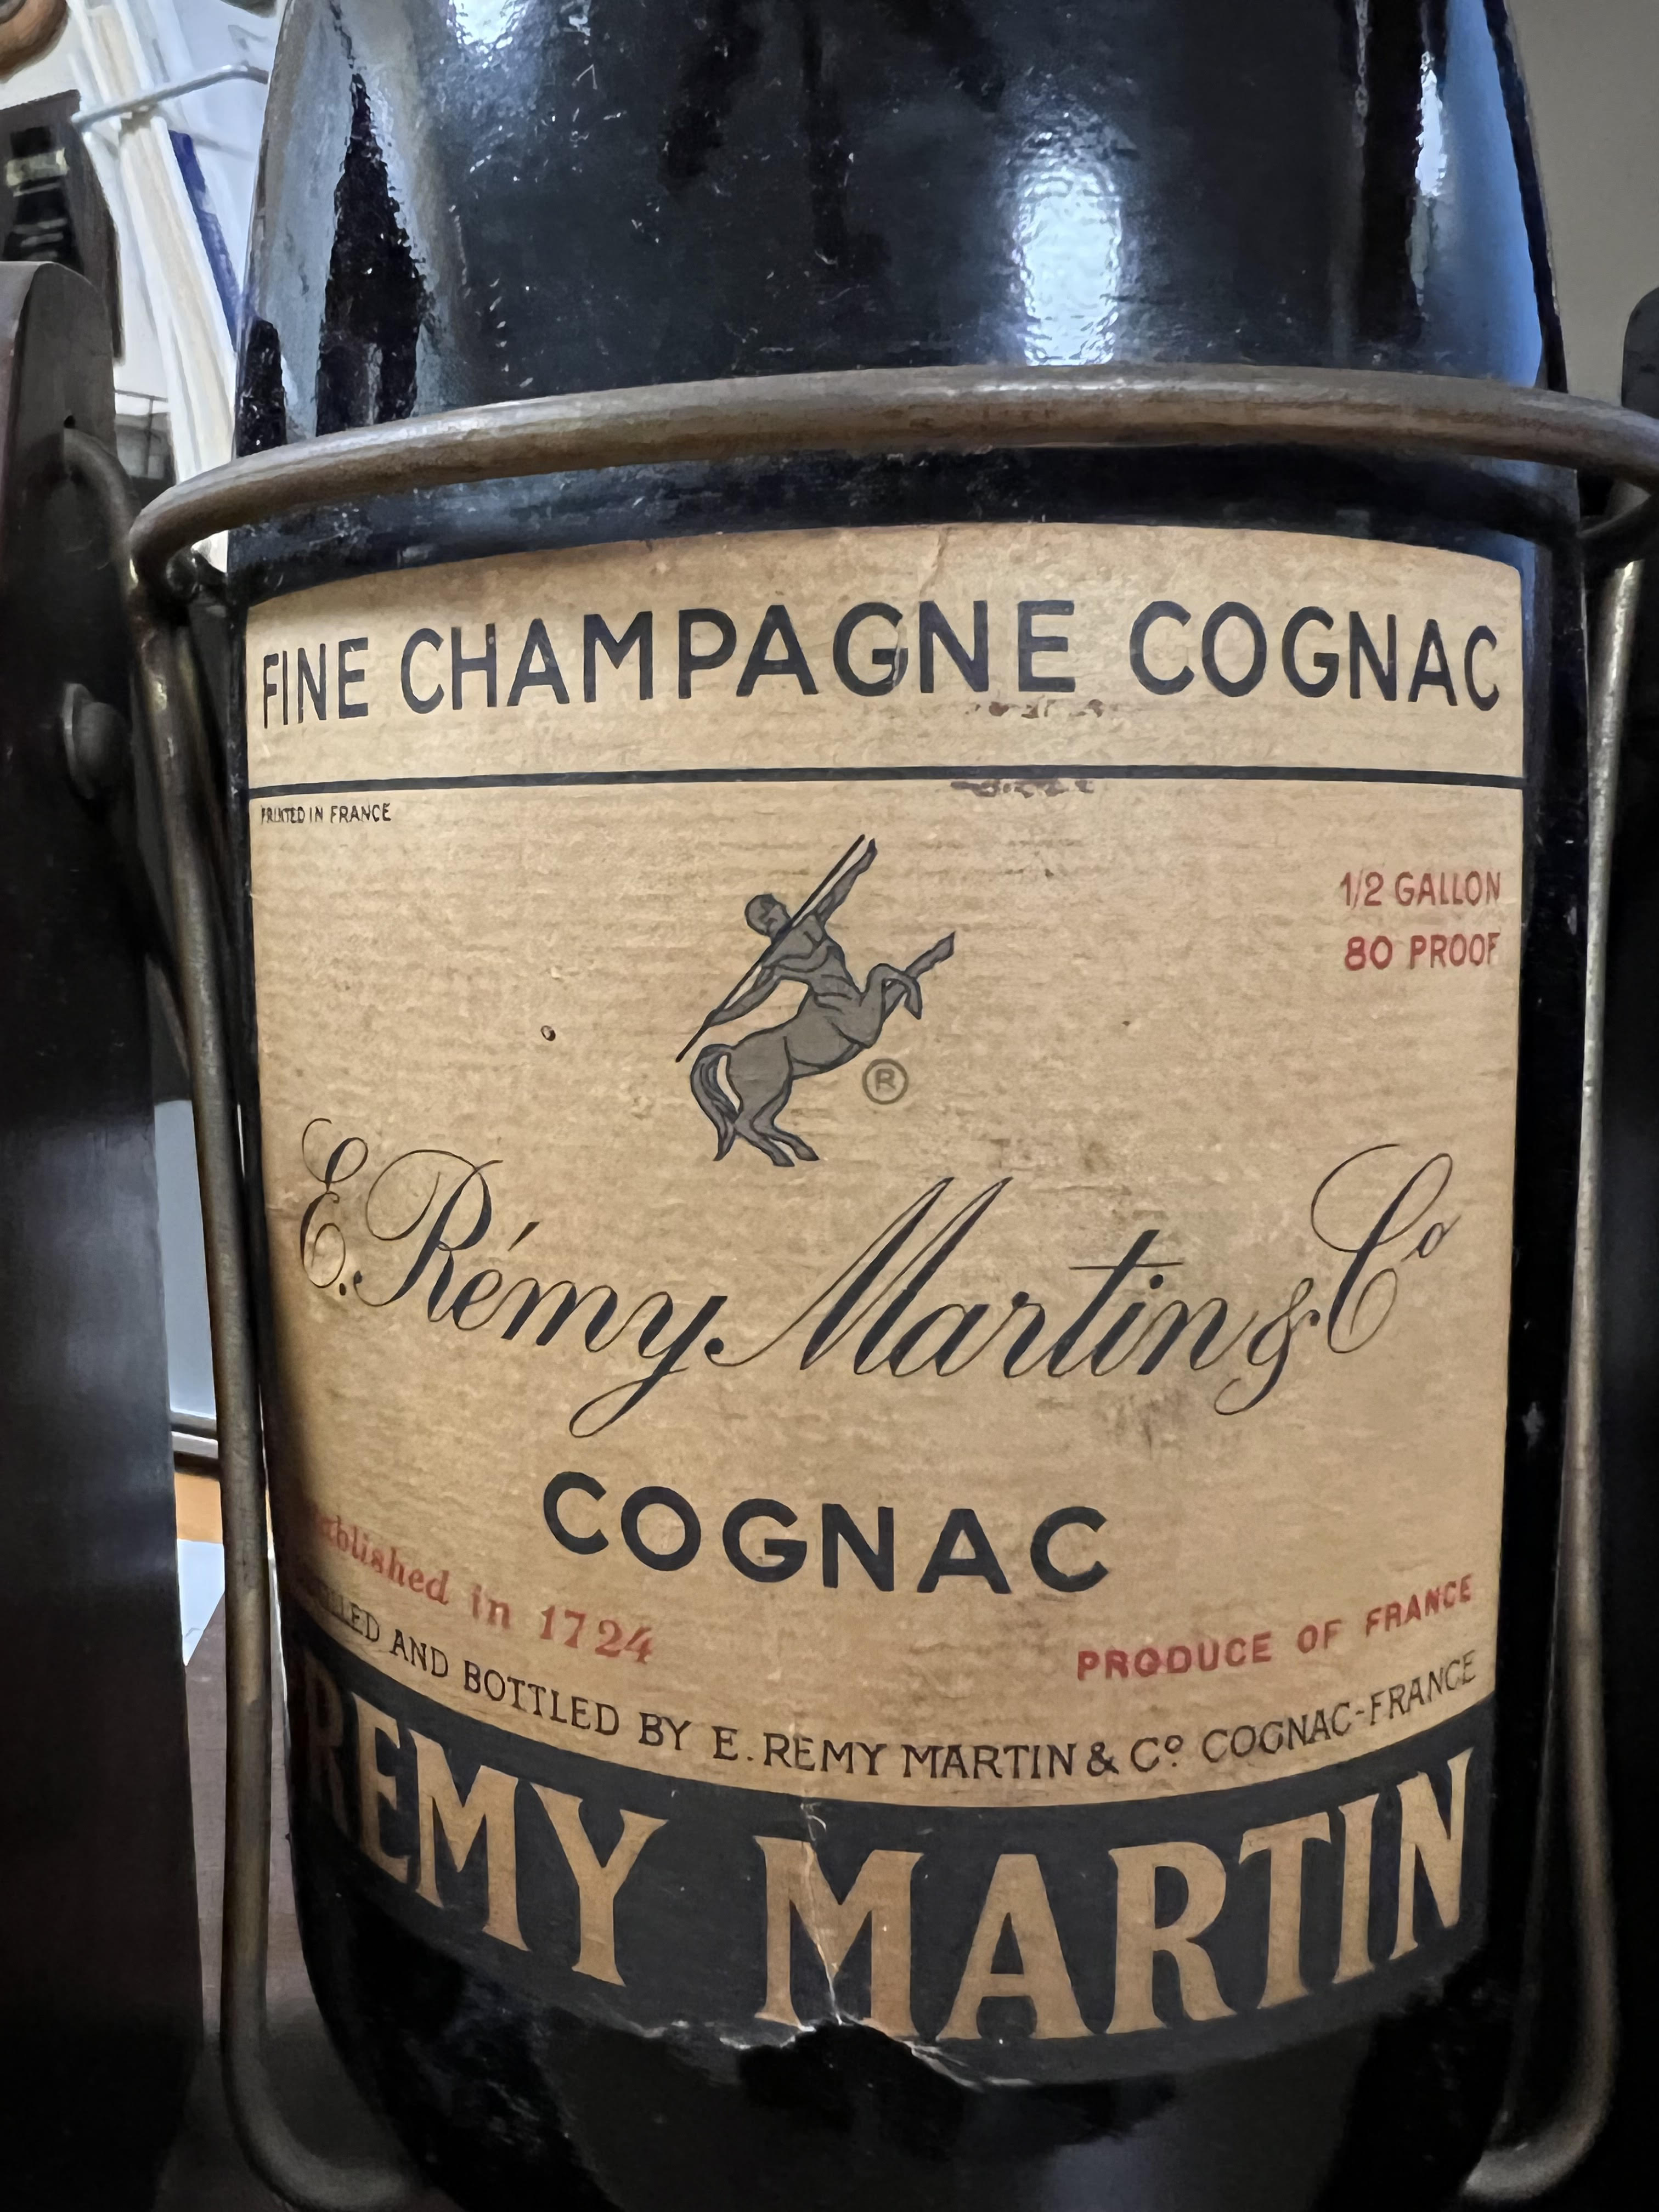 FINE CHAMPAGNE COGNAC
PRINTED IN FRANCE
1/2 GALLON
80 PROOF
®
E. Rémy Martin & Co
COGNAC
in 1724
PRODUCE OF FRANCE
AND BOTTLED BY E. REMY MARTIN & Cº COGNAC-FRANCE
REMY MARTIN